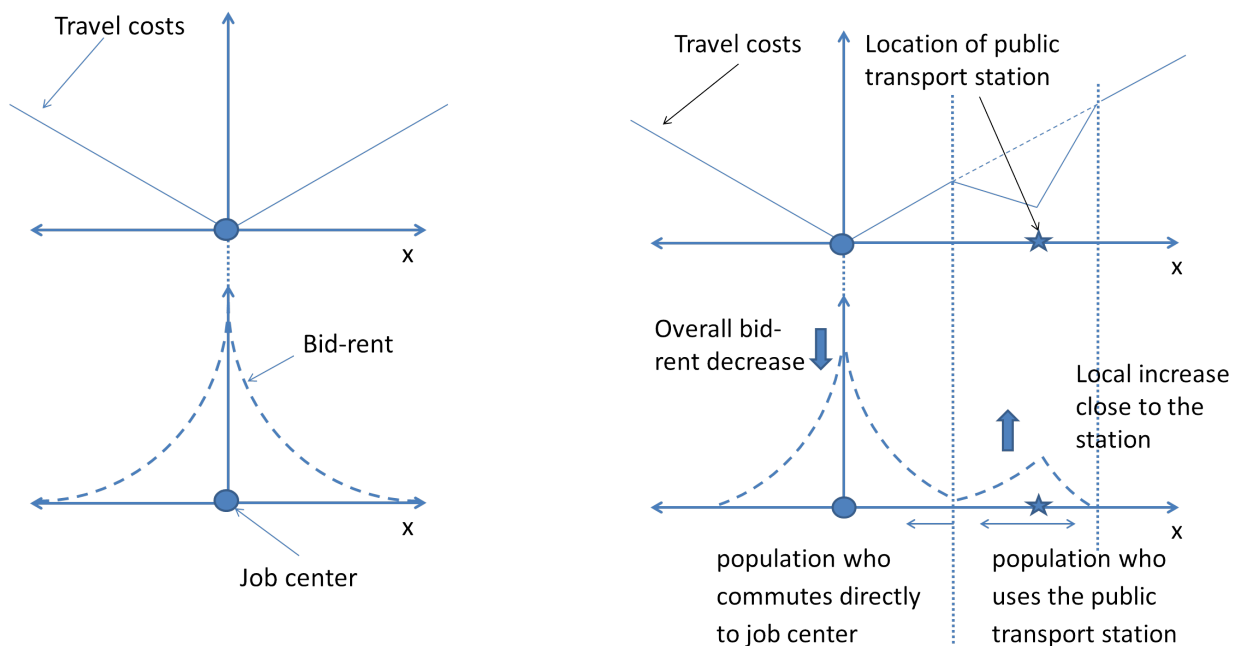 Travel costs
x
Bid-rent
x
Job center
Travel costs
Location of public
transport station
x
Overall bid-
rent decrease
Local increase
close to the
station
x
population who
commutes directly
to job center
population who
uses the public
transport station